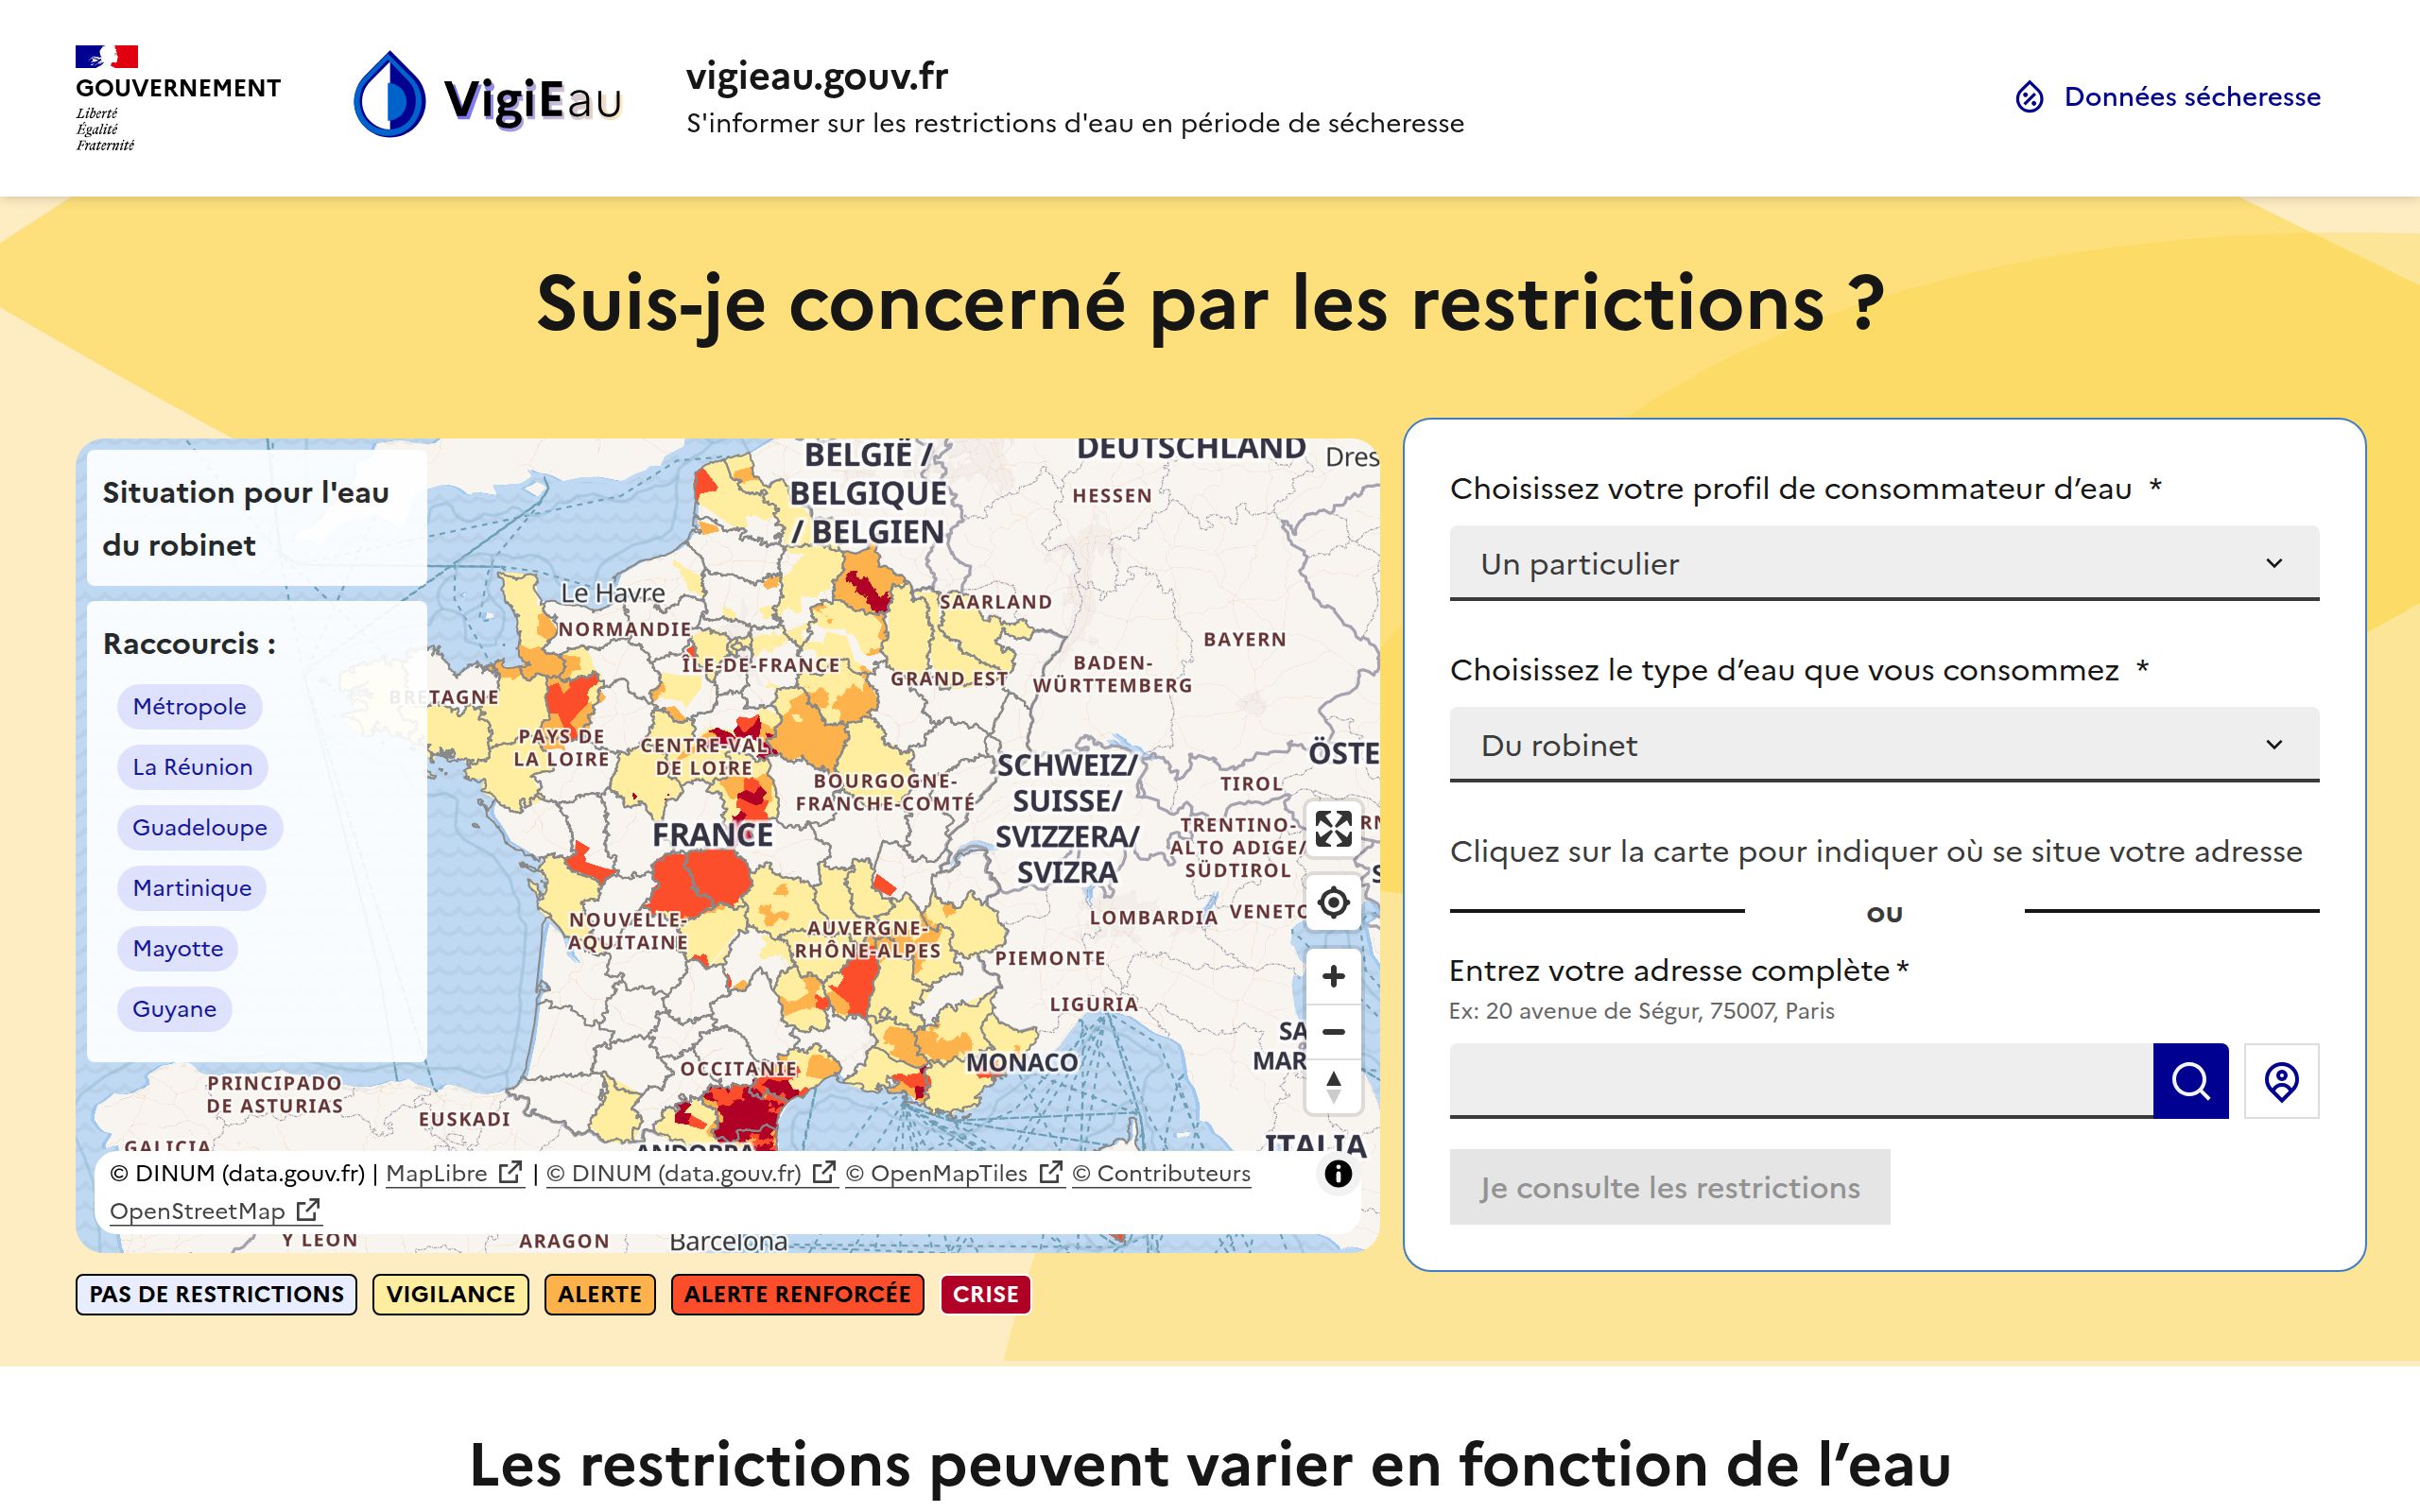 GOUVERNEMENT
Liberté
Égalité
Fraternité
VigiEau
vigieau.gouv.fr
S'informer sur les restrictions d'eau en période de sécheresse
Données sécheresse
Suis-je concerné par les restrictions ?
Situation pour l'eau
du robinet
Raccourcis :
Métropole
La Réunion
Guadeloupe
Martinique
Mayotte
Guyane
BELGIË /
BELGIQUE
/ BELGIEN
DEUTSCHLAND
Dres
HESSEN
Le Havre
NORMANDIE
SAARLAND
BAYERN
ÎLE-DE-FRANCE
GRAND EST
BADEN-
WÜRTTEMBERG
BRETAGNE
PAYS DE
LA LOIRE
CENTRE-VAL
DE LOIRE
BOURGOGNE-
FRANCHE-COMTÉ
SCHWEIZ/
SUISSE/
SVIZZERA/
SVIZRA
ÖSTE
TIROL
TRENTINO-
ALTO ADIGE/
SÜDTIROL
FRANCE
NOUVELLE-
AQUITAINE
AUVERGNE-
RHÔNE-ALPES
LOMBARDIA
VENETO
PIEMONTE
LIGURIA
SA
MAR
MONACO
OCCITANIE
PRINCIPADO
DE ASTURIAS
EUSKADI
GALICIA
ANDORRA
ITALIA
© DINUM (data.gouv.fr) | MapLibre | © DINUM (data.gouv.fr) © OpenMapTiles © Contributeurs
OpenStreetMap
Y LEÓN
ARAGÓN
Barcelona
PAS DE RESTRICTIONS
VIGILANCE
ALERTE
ALERTE RENFORCÉE
CRISE
Choisissez votre profil de consommateur d’eau *
Un particulier
Choisissez le type d’eau que vous consommez *
Du robinet
Cliquez sur la carte pour indiquer où se situe votre adresse
OU
Entrez votre adresse complète *
Ex: 20 avenue de Ségur, 75007, Paris
Je consulte les restrictions
Les restrictions peuvent varier en fonction de l’eau